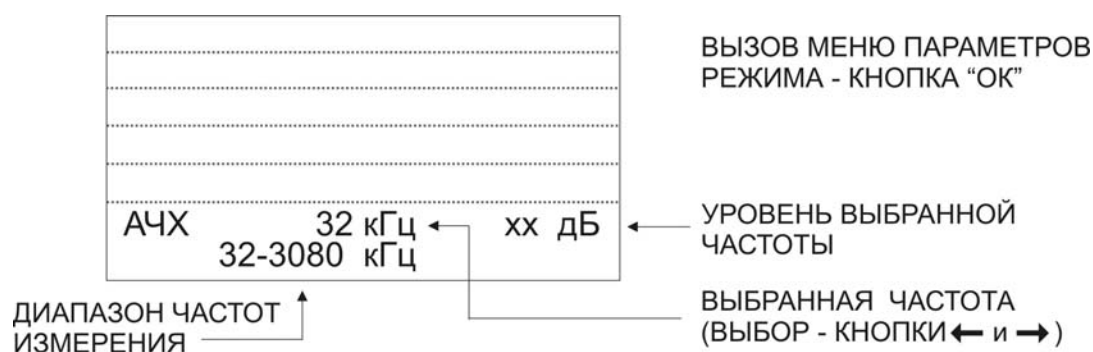 ВЫЗОВ МЕНЮ ПАРАМЕТРОВ
РЕЖИМА - КНОПКА “ОК”
АЧХ 32 кГц xx дБ
32-3080 кГц
УРОВЕНЬ ВЫБРАННОЙ
ЧАСТОТЫ
ДИАПАЗОН ЧАСТОТ
ИЗМЕРЕНИЯ
ВЫБРАННАЯ ЧАСТОТА
(ВЫБОР - КНОПКИ ← и →)